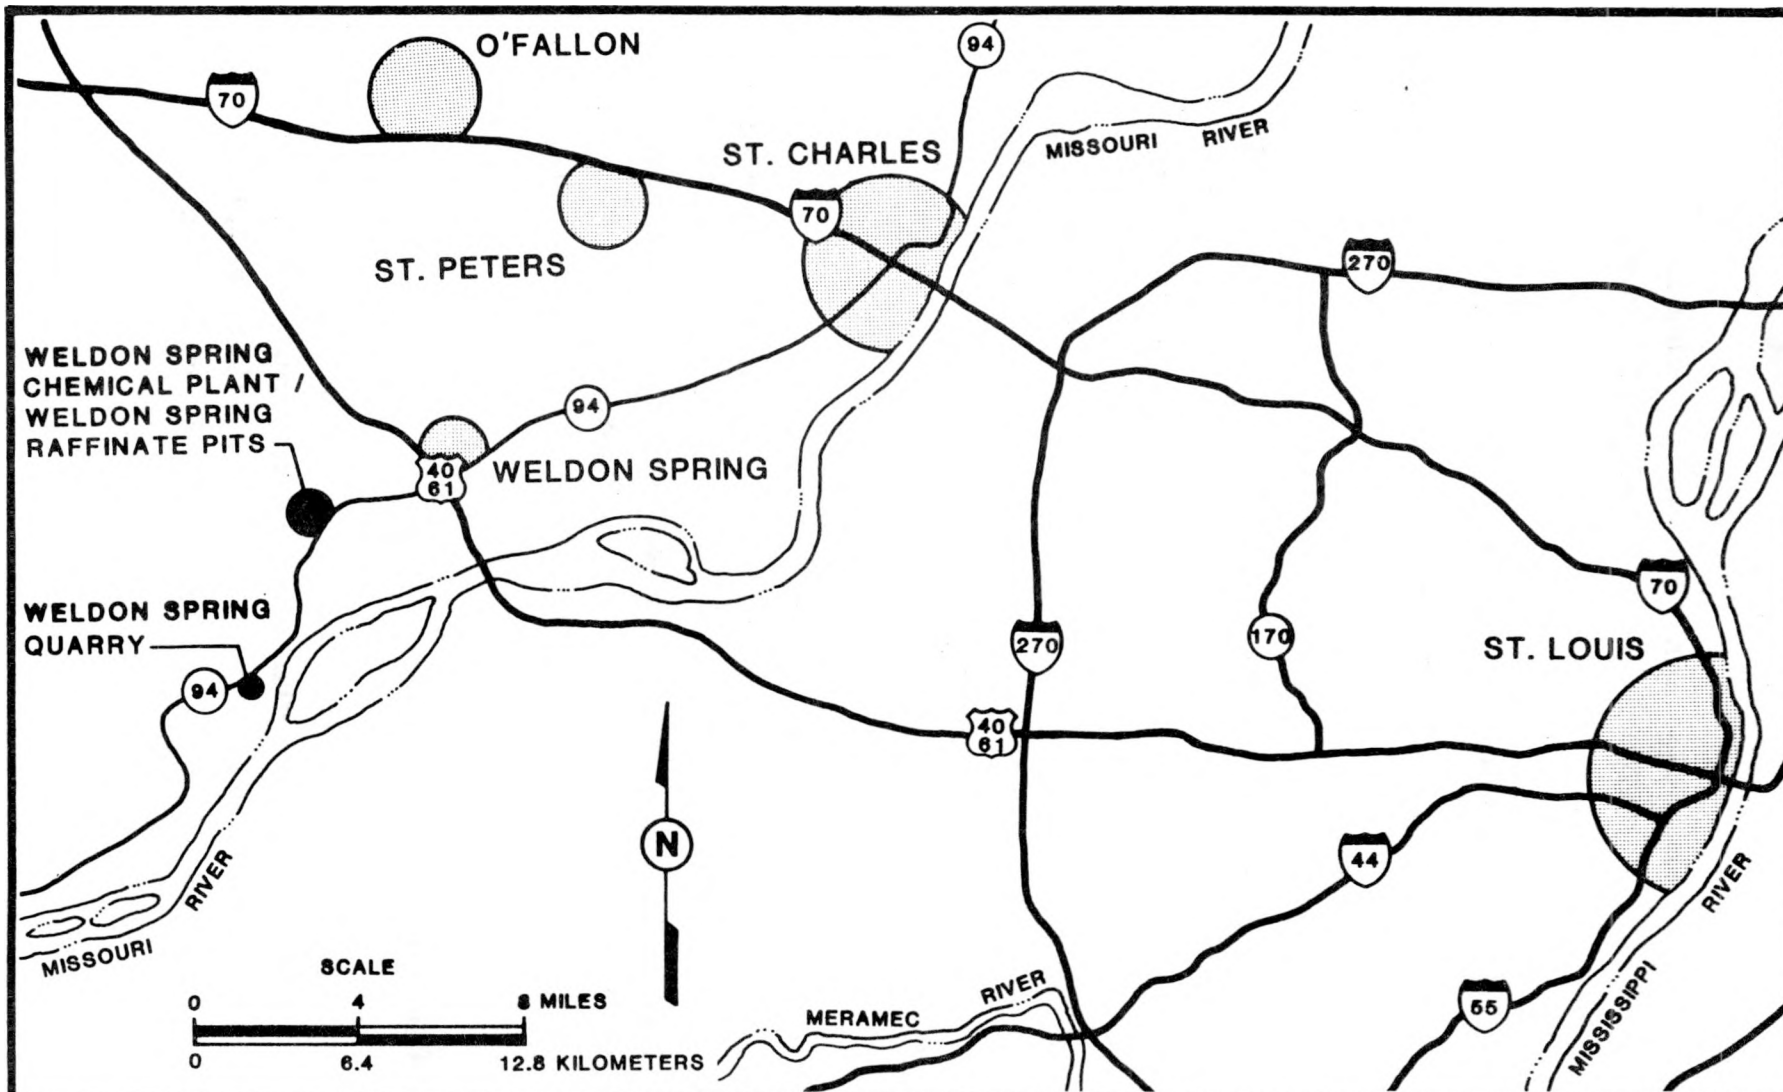 O'FALLON
94
70
MISSOURI RIVER
ST. CHARLES
70
270
ST. PETERS
WELDON SPRING
CHEMICAL PLANT /
WELDON SPRING
RAFFINATE PITS
94
40
61
WELDON SPRING
WELDON SPRING
QUARRY
94
270
170
70
ST. LOUIS
40
61
N
44
RIVER
MISSISSIPPI
RIVER
MISSOURI
SCALE
0 4 8 MILES
0 6.4 12.8 KILOMETERS
MERAMEC RIVER
55